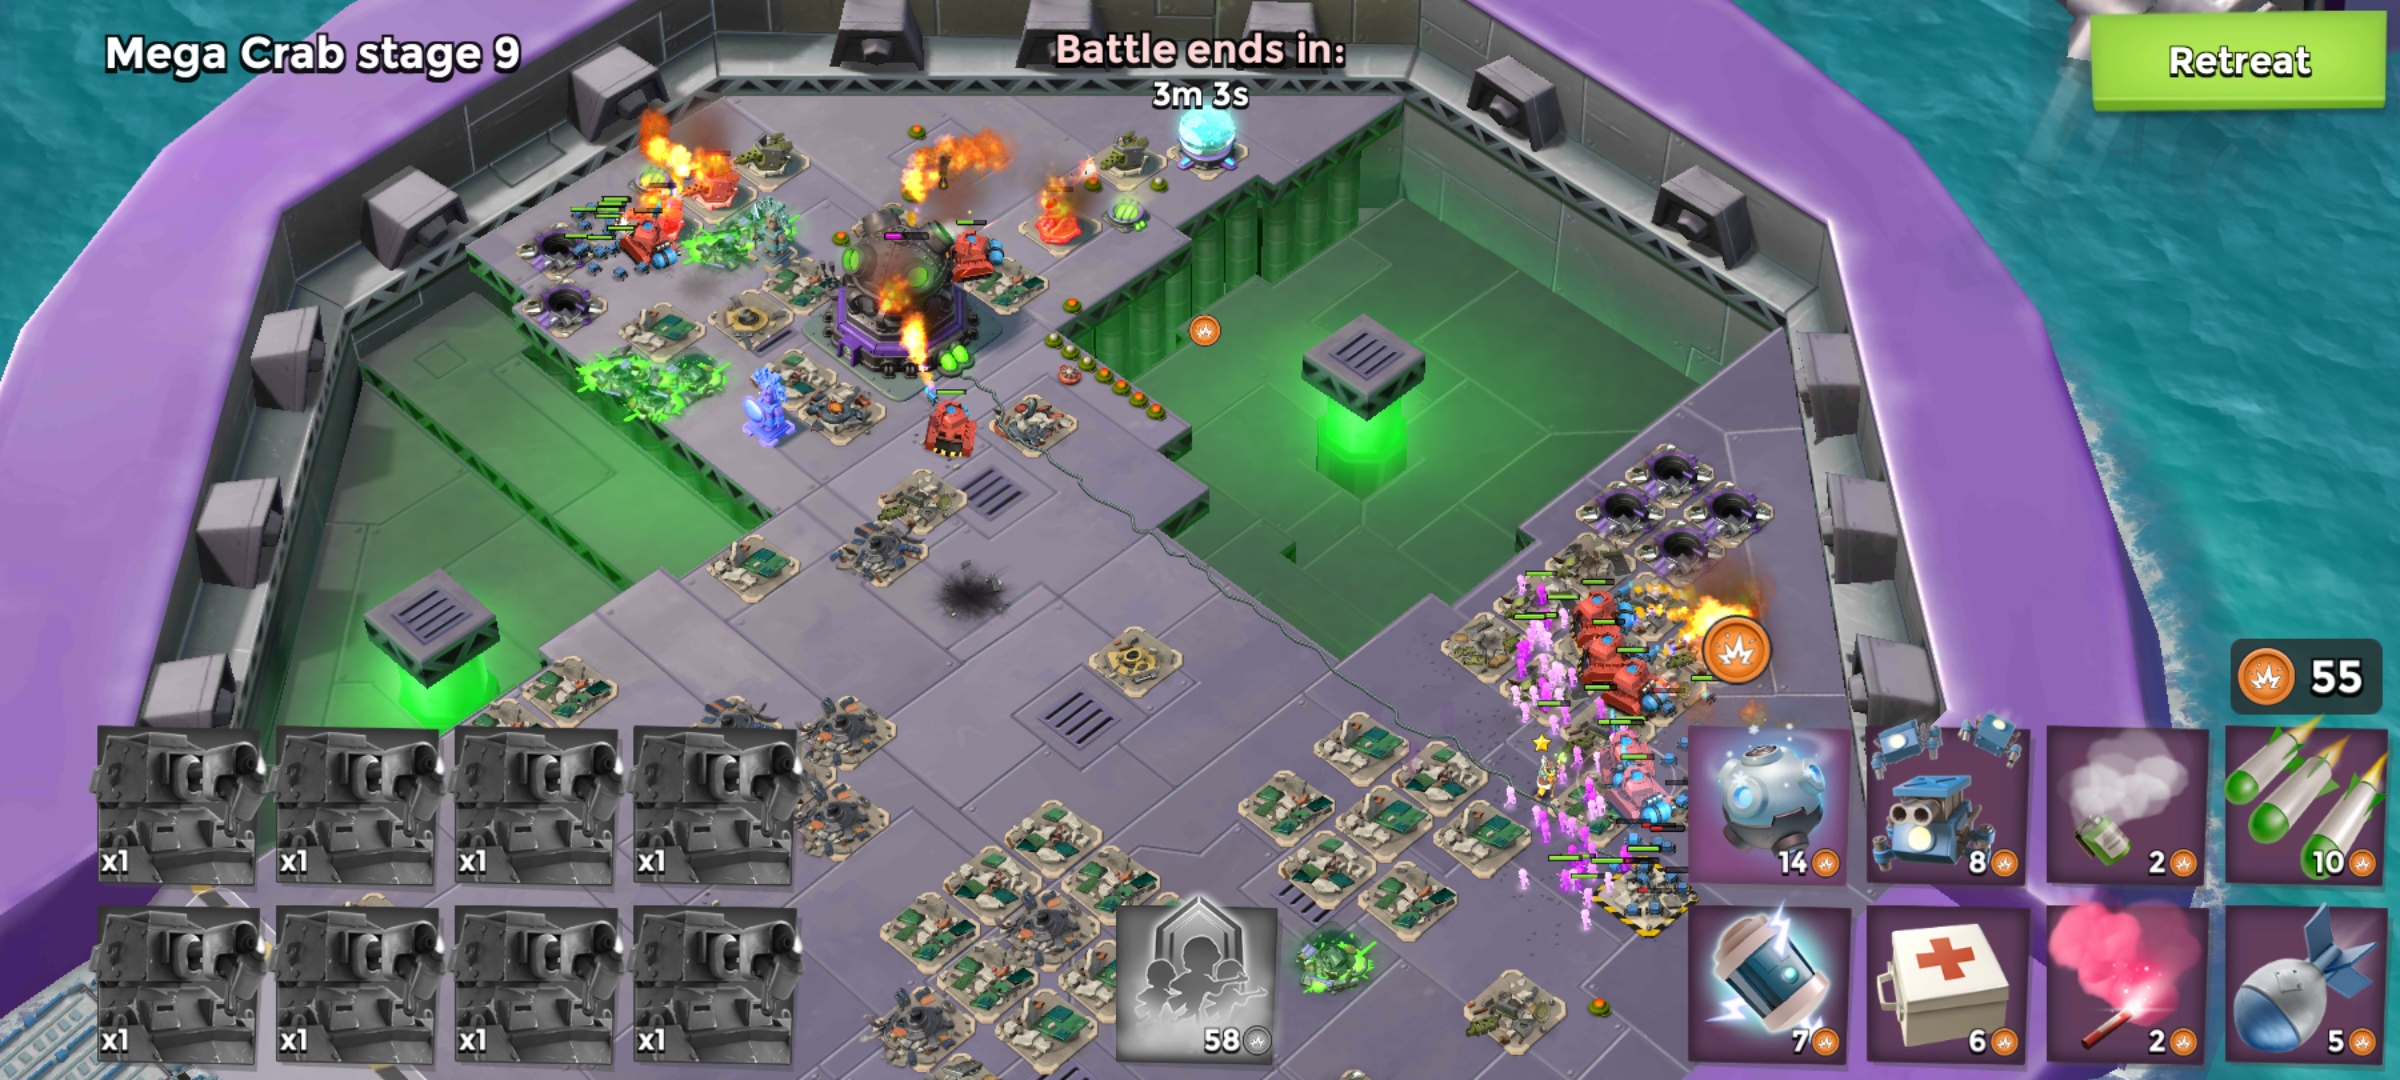 Mega Crab stage 9
Battle ends in:
3m 3s
Retreat
55
x1
x1
x1
x1
14
8
2
10
x1
x1
x1
x1
58
7
6
2
5